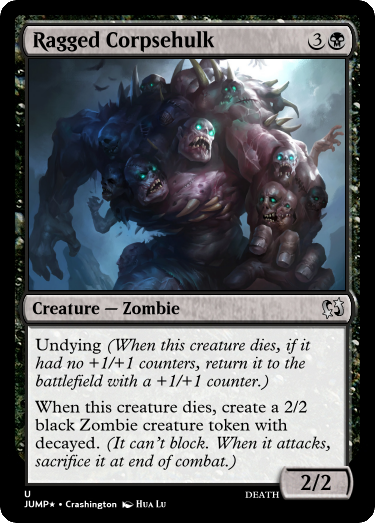 Ragged Corpsehulk 3
Creature — Zombie
Undying (When this creature dies, if it
had no +1/+1 counters, return it to the
battlefield with a +1/+1 counter.)
When this creature dies, create a 2/2
black Zombie creature token with
decayed. (It can't block. When it attacks,
sacrifice it at end of combat.)
2/2
U
JUMP★ • Crashington Hua Lu
DEATH